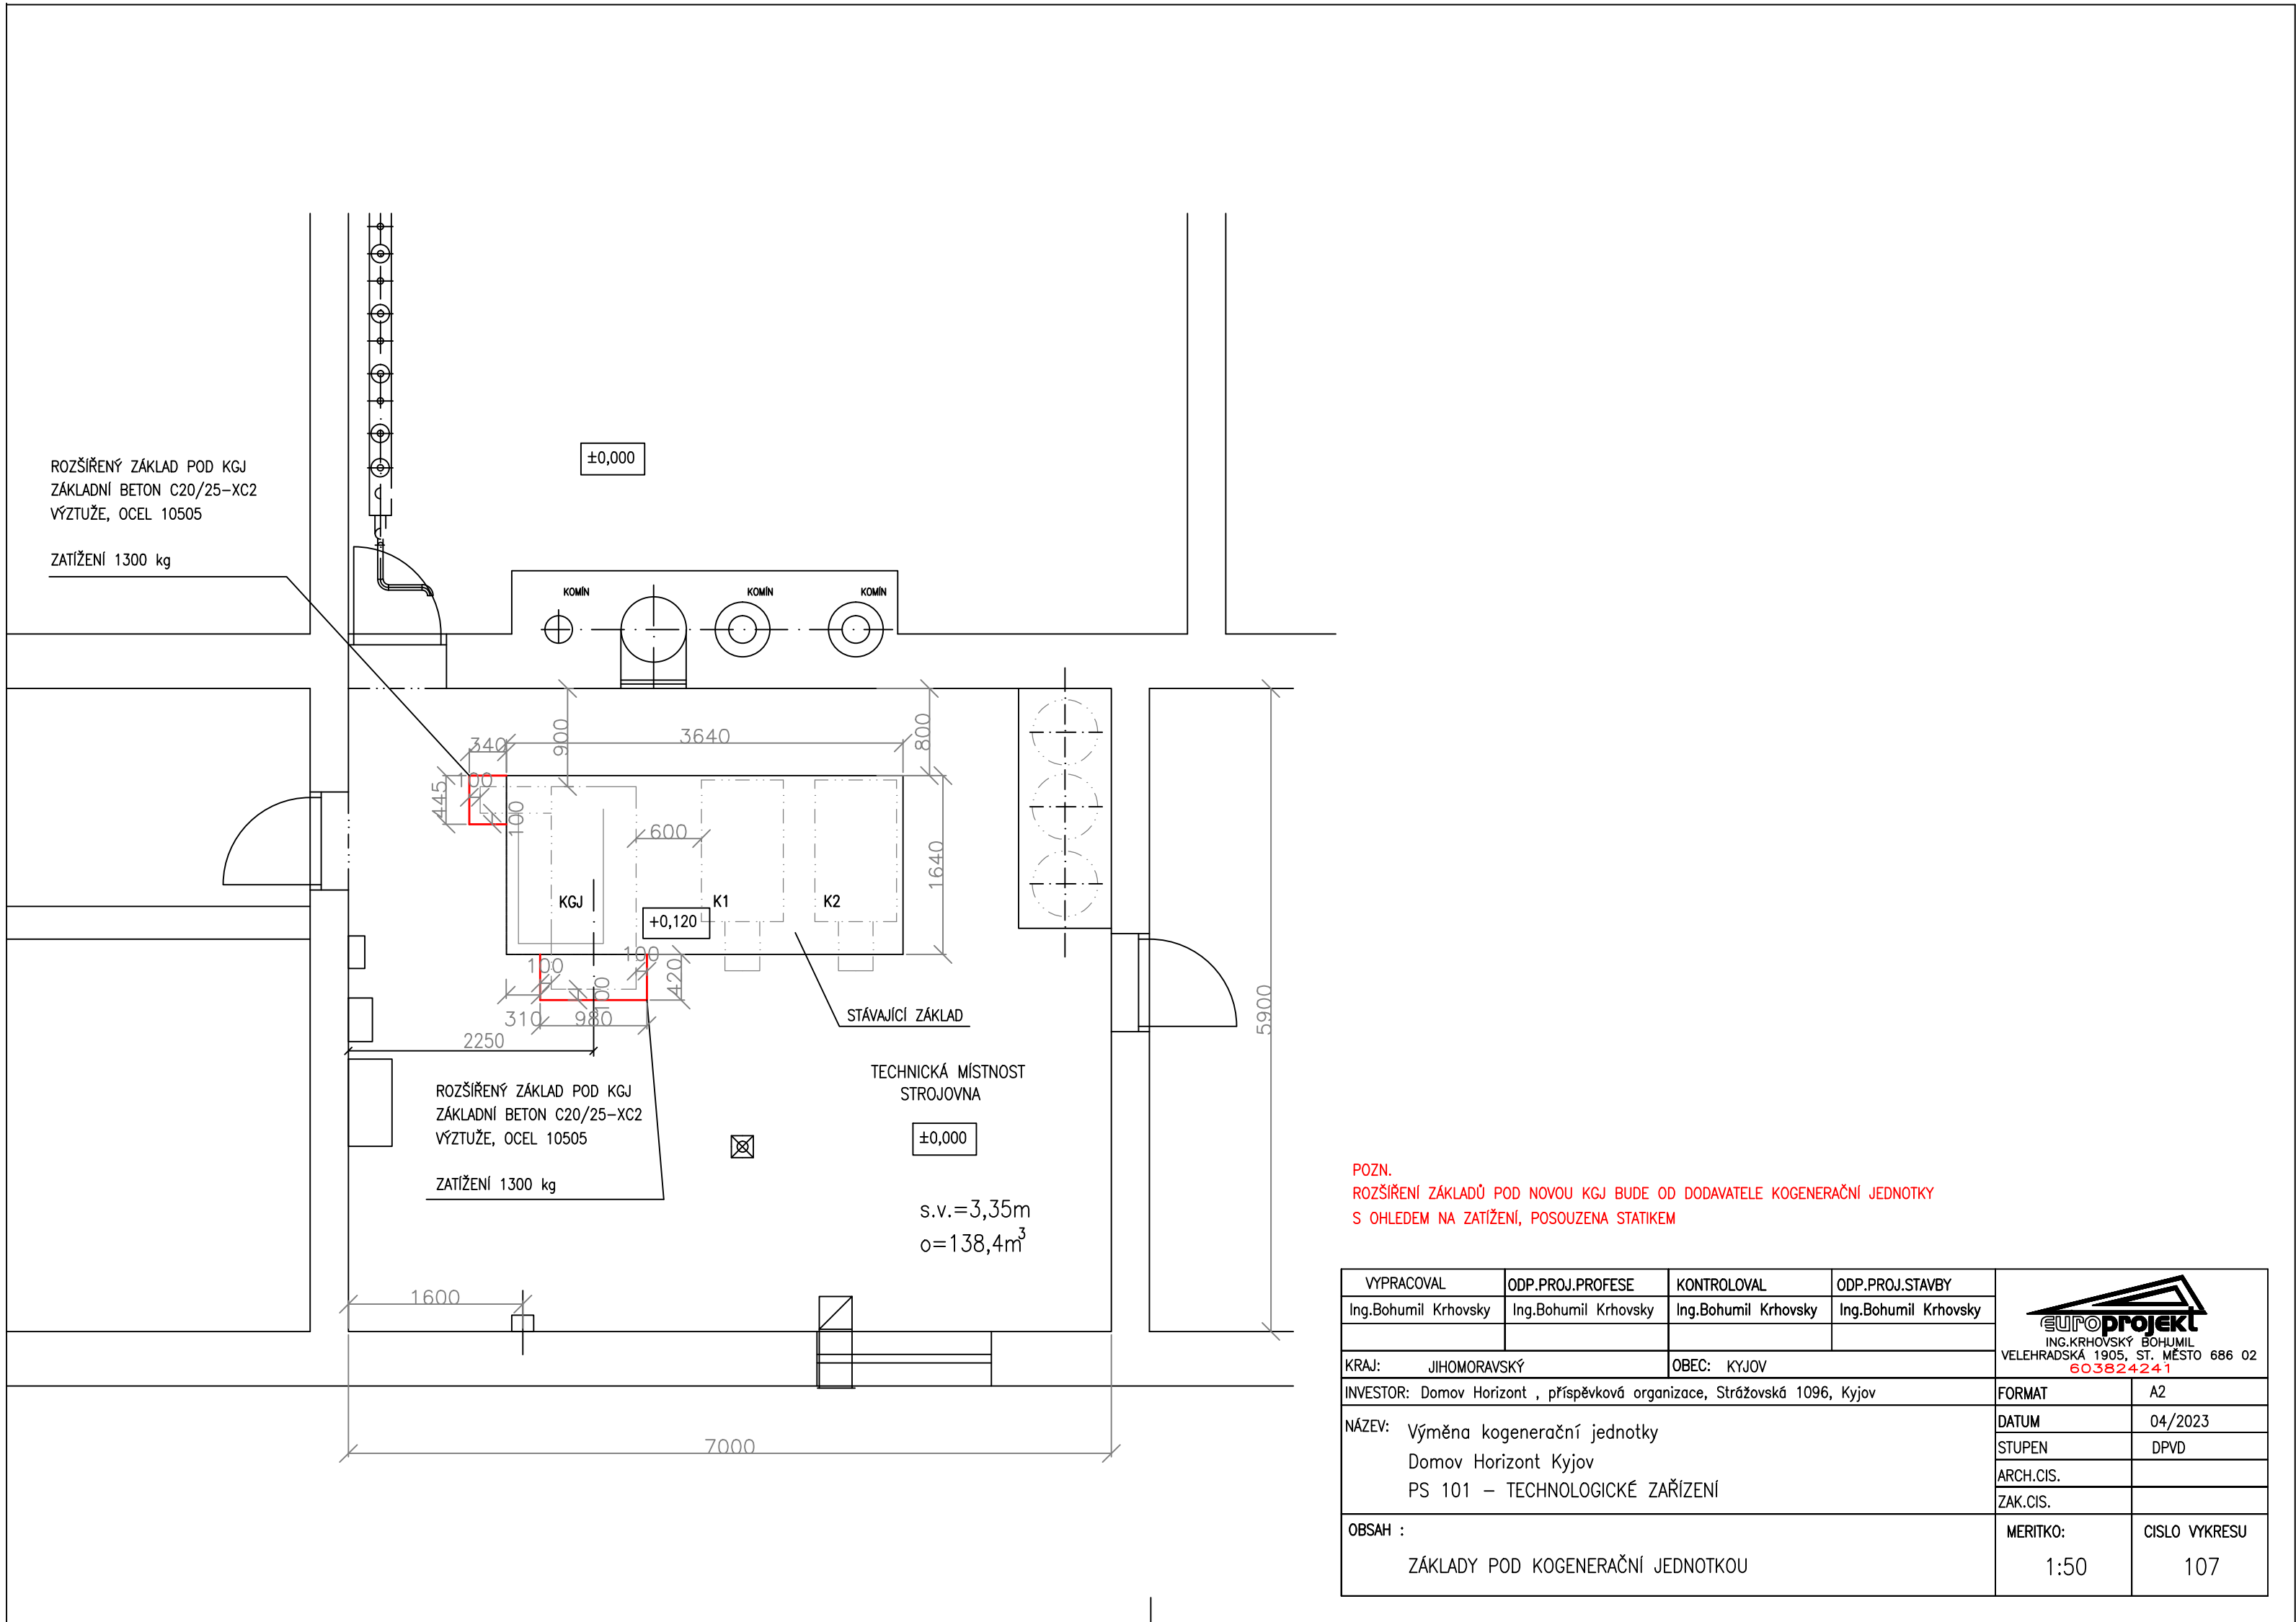 ROZŠÍŘENÝ ZÁKLAD POD KGJ
ZÁKLADNÍ BETON C20/25-XC2
VÝZTUŽE, OCEL 10505
ZATÍŽENÍ 1300 kg
±0,000
KOMÍN
KOMÍN
KOMÍN
340
900
3640
800
445
100
100
600
1640
KGJ
K1
K2
+0,120
100
100
420
100
310
980
2250
STÁVAJÍCÍ ZÁKLAD
5900
TECHNICKÁ MÍSTNOST
STROJOVNA
±0,000
ROZŠÍŘENÝ ZÁKLAD POD KGJ
ZÁKLADNÍ BETON C20/25-XC2
VÝZTUŽE, OCEL 10505
ZATÍŽENÍ 1300 kg
s.v.=3,35m
o=138,4m³
1600
7000
POZN.
ROZŠÍŘENÍ ZÁKLADŮ POD NOVOU KGJ BUDE OD DODAVATELE KOGENERAČNÍ JEDNOTKY
S OHLEDEM NA ZATÍŽENÍ, POSOUZENA STATIKEM
VYPRACOVAL ODP.PROJ.PROFESE KONTROLOVAL ODP.PROJ.STAVBY
Ing.Bohumil Krhovsky Ing.Bohumil Krhovsky Ing.Bohumil Krhovsky Ing.Bohumil Krhovsky
europrojekt
ING.KRHOVSKÝ BOHUMIL
VELEHRADSKÁ 1905, ST. MĚSTO 686 02
603824241
KRAJ: JIHOMORAVSKÝ OBEC: KYJOV
INVESTOR: Domov Horizont , příspěvková organizace, Strážovská 1096, Kyjov
FORMAT A2
DATUM 04/2023
STUPEN DPVD
ARCH.CIS.
ZAK.CIS.
NÁZEV: Výměna kogenerační jednotky
Domov Horizont Kyjov
PS 101 – TECHNOLOGICKÉ ZAŘÍZENÍ
OBSAH :
ZÁKLADY POD KOGENERAČNÍ JEDNOTKOU
MERITKO: CISLO VYKRESU
1:50 107